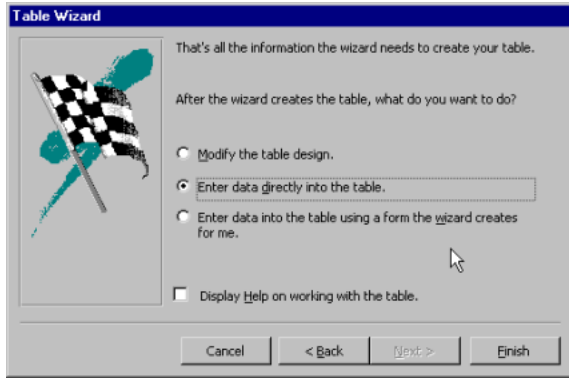 Table Wizard
That's all the information the wizard needs to create your table.
After the wizard creates the table, what do you want to do?
Modify the table design.
Enter data directly into the table.
Enter data into the table using a form the wizard creates
for me.
Display Help on working with the table.
Cancel < Back Next > Finish